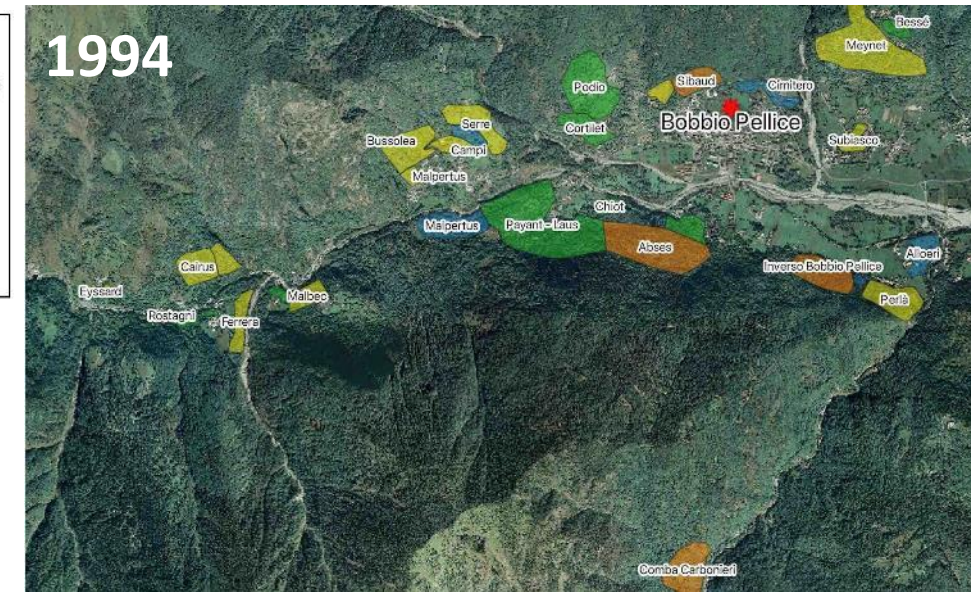 1994
Bessé
Meynet
Podio
Sibaud
Cimitero
Serre
Cortilet
Bobbio Pellice
Bussolea
Campi
Subiasco
Malpertus
Chiot
Malpertus
Payant - Laus
Abses
Alloeri
Cairus
Inverso Bobbio Pellice
Eyssard
Malbec
Perlà
Rostagni
Ferrera
Comba Carbonieri